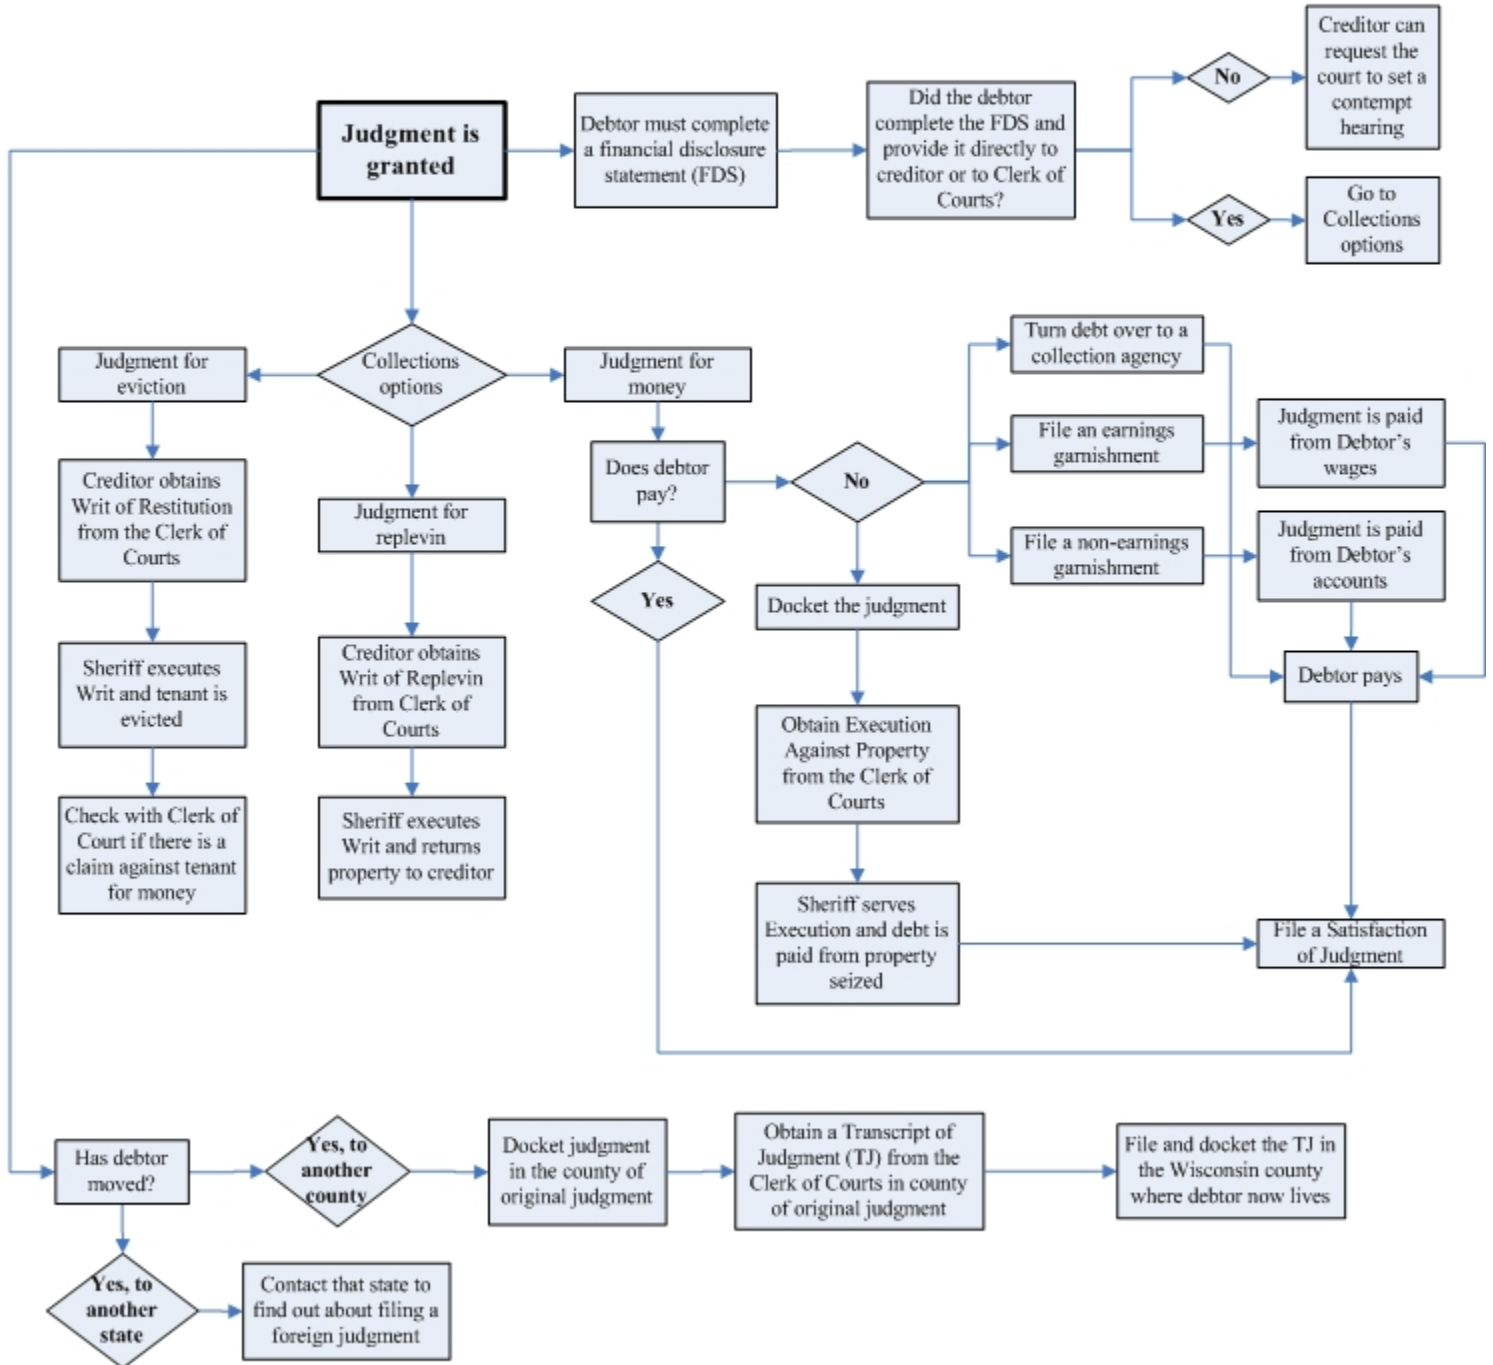 Judgment is
granted
Debtor must complete
a financial disclosure
statement (FDS)
Did the debtor
complete the FDS and
provide it directly to
creditor or to Clerk of
Courts?
No
Creditor can
request the
court to set a
contempt
hearing
Yes
Go to
Collections
options
Collections
options
Judgment for
eviction
Creditor obtains
Writ of Restitution
from the Clerk of
Courts
Sheriff executes
Writ and tenant is
evicted
Check with Clerk of
Court if there is a
claim against tenant
for money
Judgment for
replevin
Creditor obtains
Writ of Replevin
from Clerk of
Courts
Sheriff executes
Writ and returns
property to creditor
Judgment for
money
Does debtor
pay?
Yes
No
Docket the judgment
Obtain Execution
Against Property
from the Clerk of
Courts
Sheriff serves
Execution and debt is
paid from property
seized
Turn debt over to a
collection agency
File an earnings
garnishment
File a non-earnings
garnishment
Judgment is paid
from Debtor’s
wages
Judgment is paid
from Debtor’s
accounts
Debtor pays
File a Satisfaction
of Judgment
Has debtor
moved?
Yes, to
another
county
Docket judgment
in the county of
original judgment
Obtain a Transcript of
Judgment (TJ) from the
Clerk of Courts in county
of original judgment
File and docket the TJ in
the Wisconsin county
where debtor now lives
Yes, to
another
state
Contact that state to
find out about filing a
foreign judgment